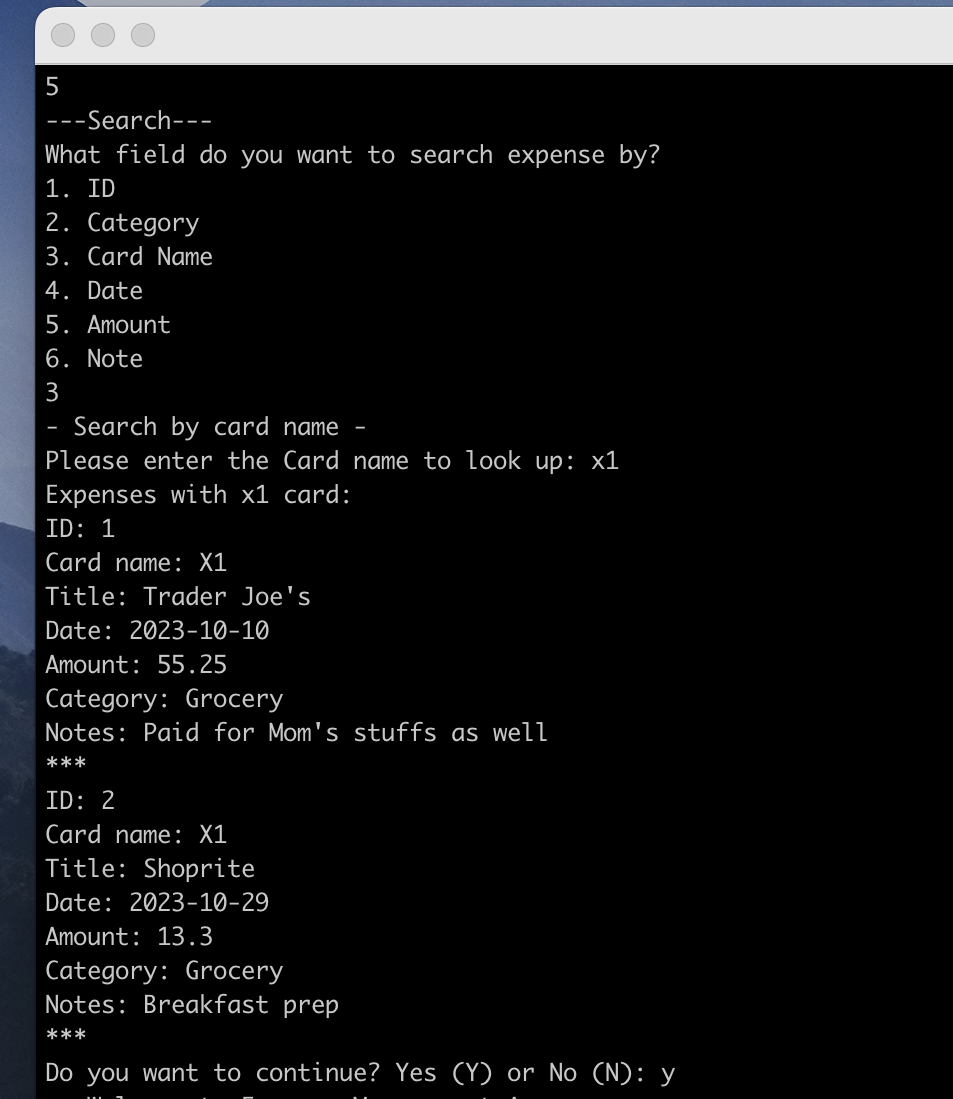 5
---Search---
What field do you want to search expense by?
1. ID
2. Category
3. Card Name
4. Date
5. Amount
6. Note
3
- Search by card name -
Please enter the Card name to look up: x1
Expenses with x1 card:
ID: 1
Card name: X1
Title: Trader Joe's
Date: 2023-10-10
Amount: 55.25
Category: Grocery
Notes: Paid for Mom's stuffs as well
***
ID: 2
Card name: X1
Title: Shoprite
Date: 2023-10-29
Amount: 13.3
Category: Grocery
Notes: Breakfast prep
***
Do you want to continue? Yes (Y) or No (N): y